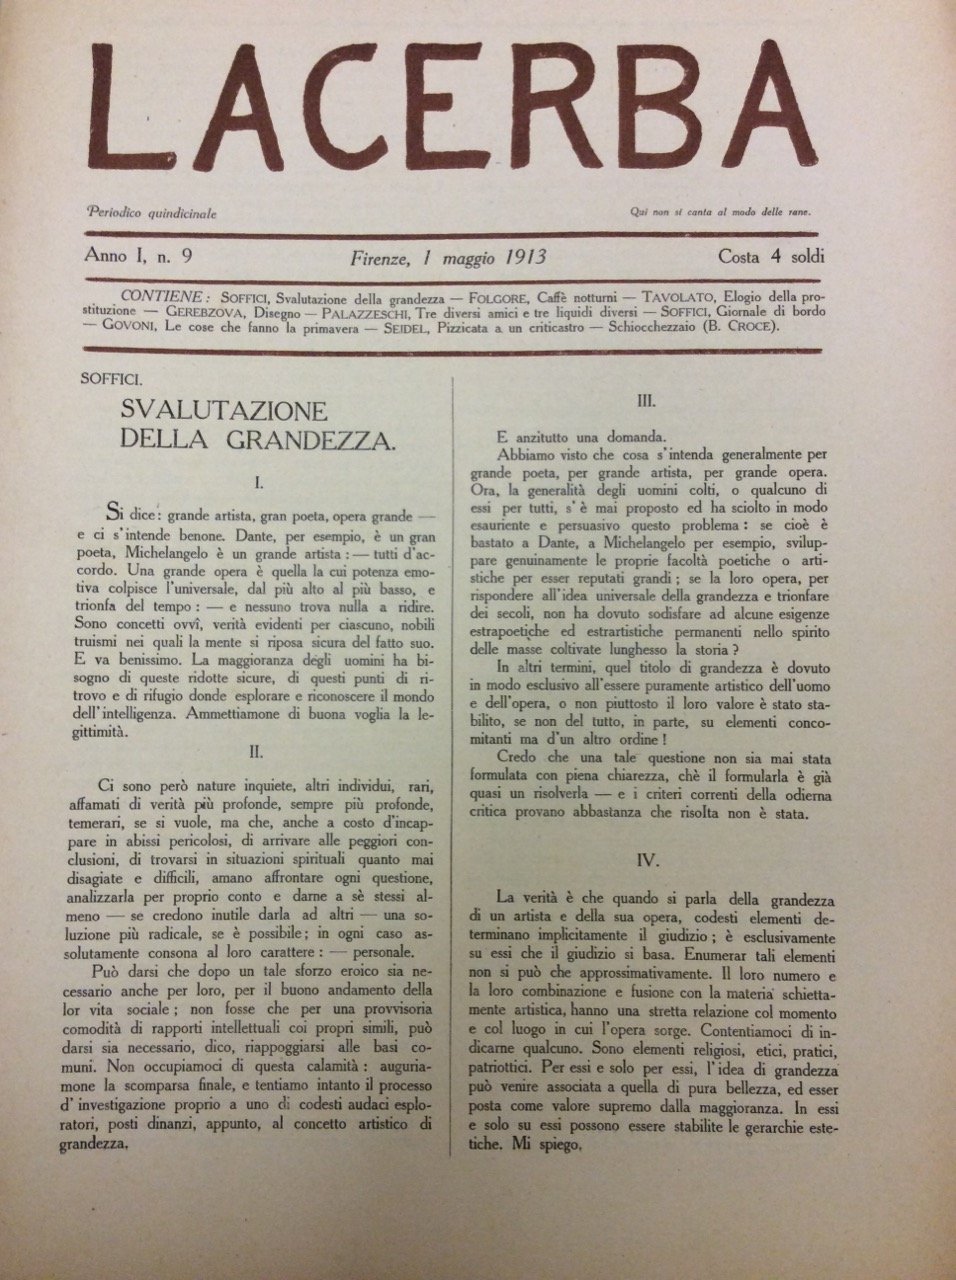 LACERBA
Periodico quindicinale
Qui non si canta al modo delle rane.
Anno I, n. 9
Firenze, 1 maggio 1913
Costa 4 soldi
CONTIENE: SOFFICI, Svalutazione della grandezza — FOLGORE, Caffè notturni — TAVOLATO, Elogio della pro-
stituzione — GEREBZOVA, Disegno — PALAZZESCHI, Tre diversi amici e tre liquidi diversi — SOFFICI, Giornale di bordo
— GOVONI, Le cose che fanno la primavera — SEIDEL, Pizzicata a un criticastro — Schiocchezzaio (B. CROCE).
SOFFICI.
SVALUTAZIONE
DELLA GRANDEZZA.
I.
Si dice: grande artista, gran poeta, opera grande —
e ci s'intende benone. Dante, per esempio, è un gran
poeta, Michelangelo è un grande artista: — tutti d'ac-
cordo. Una grande opera è quella la cui potenza emo-
tiva colpisce l'universale, dal più alto al più basso, e
trionfa del tempo: — e nessuno trova nulla a ridire.
Sono concetti ovvî, verità evidenti per ciascuno, nobili
truismi nei quali la mente si riposa sicura del fatto suo.
E va benissimo. La maggioranza degli uomini ha bi-
sogno di queste ridotte sicure, di questi punti di ri-
trovo e di rifugio donde esplorare e riconoscere il mondo
dell'intelligenza. Ammettiamone di buona voglia la le-
gittimità.
II.
Ci sono però nature inquiete, altri individui, rari,
affamati di verità più profonde, sempre più profonde,
temerari, se si vuole, ma che, anche a costo d'incap-
pare in abissi pericolosi, di arrivare alle peggiori con-
clusioni, di trovarsi in situazioni spirituali quanto mai
disagiate e difficili, amano affrontare ogni questione,
analizzarla per proprio conto e darne a sè stessi al-
meno — se credono inutile darla ad altri — una so-
luzione più radicale, se è possibile; in ogni caso as-
solutamente consona al loro carattere: — personale.
Può darsi che dopo un tale sforzo eroico sia ne-
cessario anche per loro, per il buono andamento della
lor vita sociale; non fosse che per una provvisoria
comodità di rapporti intellettuali coi propri simili, può
darsi sia necessario, dico, riappoggiarsi alle basi co-
muni. Non occupiamoci di questa calamità: auguria-
mone la scomparsa finale, e tentiamo intanto il processo
d'investigazione proprio a uno di codesti audaci esplo-
ratori, posti dinanzi, appunto, al concetto artistico di
grandezza.
III.
E anzitutto una domanda.
Abbiamo visto che cosa s'intenda generalmente per
grande poeta, per grande artista, per grande opera.
Ora, la generalità degli uomini colti, o qualcuno di
essi per tutti, s'è mai proposto ed ha sciolto in modo
esauriente e persuasivo questo problema: se cioè è
bastato a Dante, a Michelangelo per esempio, svilup-
pare genuinamente le proprie facoltà poetiche o arti-
stiche per esser reputati grandi; se la loro opera, per
rispondere all'idea universale della grandezza e trionfare
dei secoli, non ha dovuto sodisfare ad alcune esigenze
estrapoetiche ed estrartistiche permanenti nello spirito
delle masse coltivate lunghesso la storia?
In altri termini, quel titolo di grandezza è dovuto
in modo esclusivo all'essere puramente artistico dell'uomo
e dell'opera, o non piuttosto il loro valore è stato sta-
bilito, se non del tutto, in parte, su elementi conco-
mitanti ma d'un altro ordine!
Credo che una tale questione non sia mai stata
formulata con piena chiarezza, chè il formularla è già
quasi un risolverla — e i criteri correnti della odierna
critica provano abbastanza che risolta non è stata.
IV.
La verità è che quando si parla della grandezza
di un artista e della sua opera, codesti elementi de-
terminano implicitamente il giudizio; è esclusivamente
su essi che il giudizio si basa. Enumerar tali elementi
non si può che approssimativamente. Il loro numero e
la loro combinazione e fusione con la materia schietta-
mente artistica, hanno una stretta relazione col momento
e col luogo in cui l'opera sorge. Contentiamoci di in-
dicarne qualcuno. Sono elementi religiosi, etici, pratici,
patriottici. Per essi e solo per essi, l'idea di grandezza
può venire associata a quella di pura bellezza, ed esser
posta come valore supremo dalla maggioranza. In essi
e solo su essi possono essere stabilite le gerarchie este-
tiche. Mi spiego.